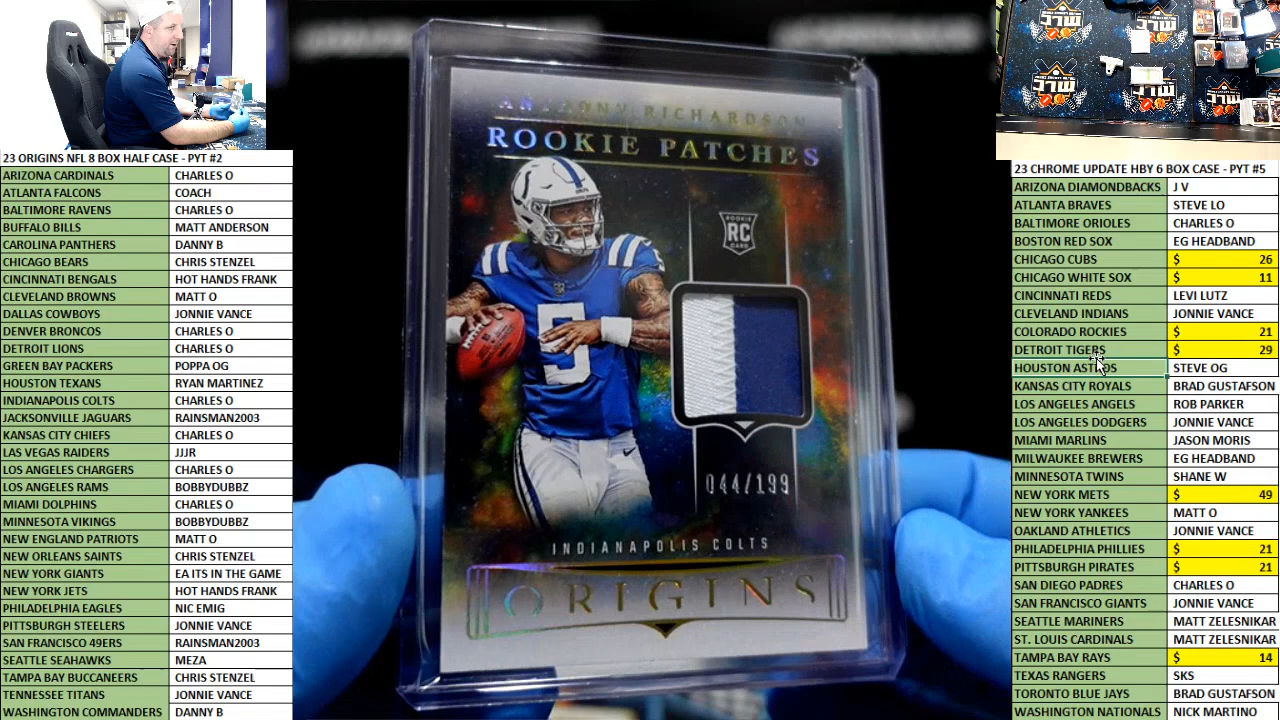 23 ORIGINS NFL 8 BOX HALF CASE - PYT #2
ARIZONA CARDINALS CHARLES O
ATLANTA FALCONS COACH
BALTIMORE RAVENS CHARLES O
BUFFALO BILLS MATT ANDERSON
CAROLINA PANTHERS DANNY B
CHICAGO BEARS CHRIS STENZEL
CINCINNATI BENGALS HOT HANDS FRANK
CLEVELAND BROWNS MATT O
DALLAS COWBOYS JONNIE VANCE
DENVER BRONCOS CHARLES O
DETROIT LIONS CHARLES O
GREEN BAY PACKERS POPPA OG
HOUSTON TEXANS RYAN MARTINEZ
INDIANAPOLIS COLTS CHARLES O
JACKSONVILLE JAGUARS RAINSMAN2003
KANSAS CITY CHIEFS CHARLES O
LAS VEGAS RAIDERS JJJR
LOS ANGELES CHARGERS CHARLES O
LOS ANGELES RAMS BOBBYDUBBZ
MIAMI DOLPHINS CHARLES O
MINNESOTA VIKINGS BOBBYDUBBZ
NEW ENGLAND PATRIOTS MATT O
NEW ORLEANS SAINTS CHRIS STENZEL
NEW YORK GIANTS EA ITS IN THE GAME
NEW YORK JETS HOT HANDS FRANK
PHILADELPHIA EAGLES NIC EMIG
PITTSBURGH STEELERS JONNIE VANCE
SAN FRANCISCO 49ERS RAINSMAN2003
SEATTLE SEAHAWKS MEZA
TAMPA BAY BUCCANEERS CHRIS STENZEL
TENNESSEE TITANS JONNIE VANCE
WASHINGTON COMMANDERS DANNY B
ANTHONY RICHARDSON
ROOKIE PATCHES
ROOKIE
RC
CARD
5
044/199
INDIANAPOLIS COLTS
ORIGINS
23 CHROME UPDATE HBY 6 BOX CASE - PYT #5
ARIZONA DIAMONDBACKS J V
ATLANTA BRAVES STEVE LO
BALTIMORE ORIOLES CHARLES O
BOSTON RED SOX EG HEADBAND
CHICAGO CUBS $ 26
CHICAGO WHITE SOX $ 11
CINCINNATI REDS LEVI LUTZ
CLEVELAND INDIANS JONNIE VANCE
COLORADO ROCKIES $ 21
DETROIT TIGERS $ 29
HOUSTON ASTROS STEVE OG
KANSAS CITY ROYALS BRAD GUSTAFSON
LOS ANGELES ANGELS ROB PARKER
LOS ANGELES DODGERS JONNIE VANCE
MIAMI MARLINS JASON MORIS
MILWAUKEE BREWERS EG HEADBAND
MINNESOTA TWINS SHANE W
NEW YORK METS $ 49
NEW YORK YANKEES MATT O
OAKLAND ATHLETICS JONNIE VANCE
PHILADELPHIA PHILLIES $ 21
PITTSBURGH PIRATES $ 21
SAN DIEGO PADRES CHARLES O
SAN FRANCISCO GIANTS JONNIE VANCE
SEATTLE MARINERS MATT ZELESNIKAR
ST. LOUIS CARDINALS MATT ZELESNIKAR
TAMPA BAY RAYS $ 14
TEXAS RANGERS SKS
TORONTO BLUE JAYS BRAD GUSTAFSON
WASHINGTON NATIONALS NICK MARTINO